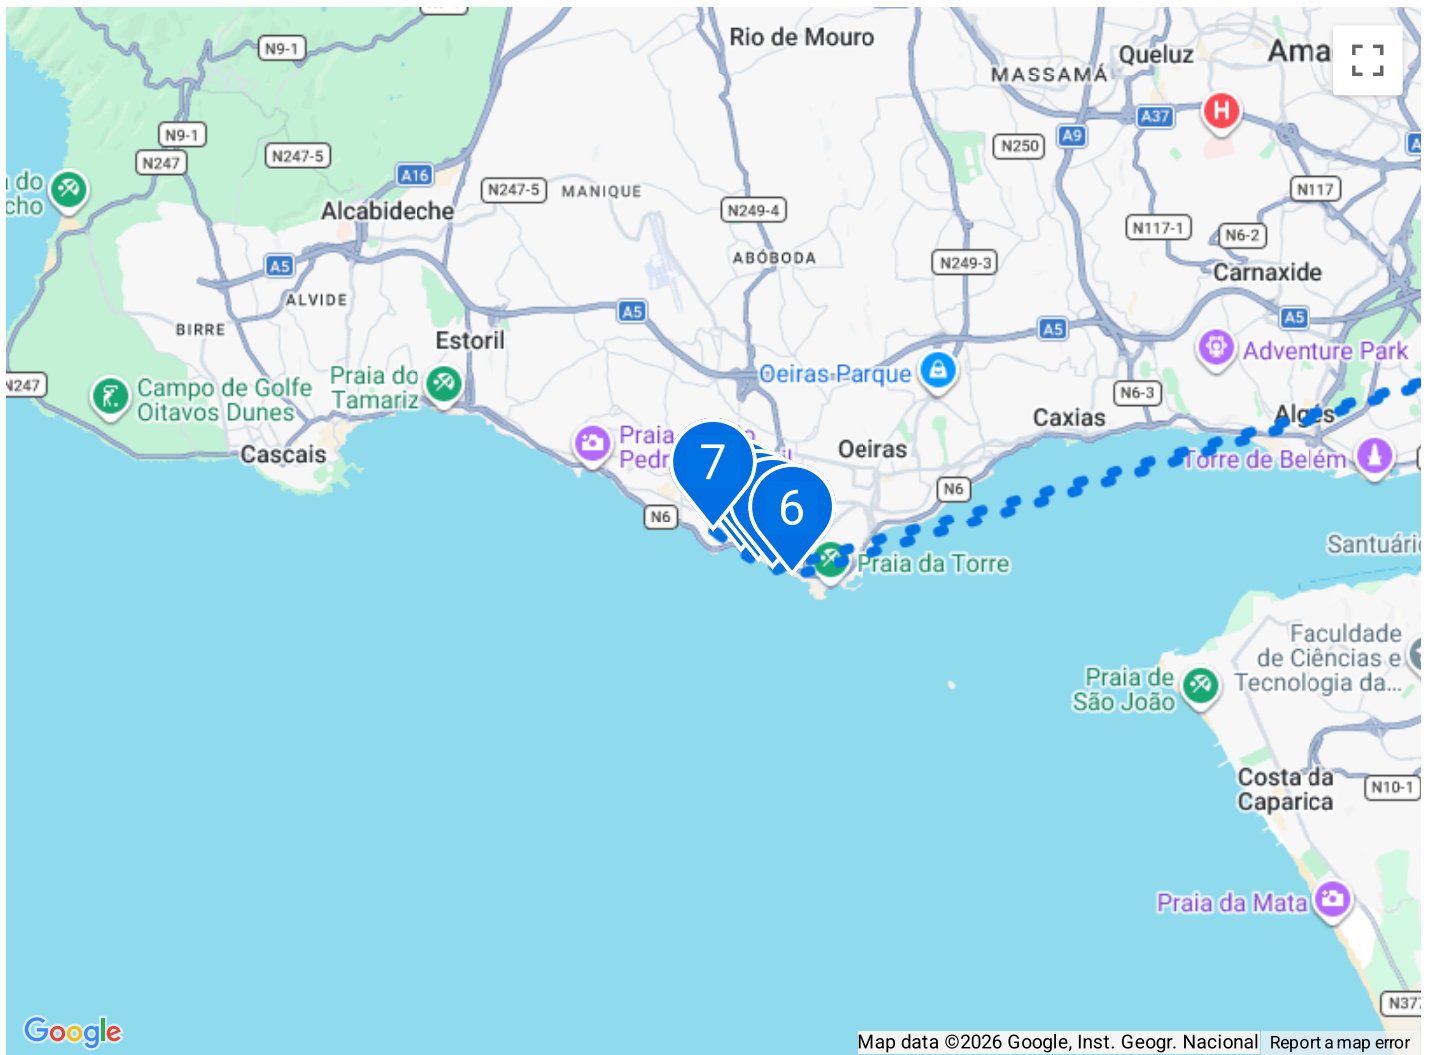 Rio de Mouro
Queluz
Ama
MASSAMÁ
N9-1
A37
H
A9
N9-1
N250
N247
N247-5
A16
N247-5
MANIQUE
N117
do
cho
Alcabideche
N249-4
N117-1
N6-2
A5
ABÓBODA
N249-3
Carnaxide
ALVIDE
A5
A5
A5
BIRRE
Estoril
Adventure Park
N247
Campo de Golfe
Oitavos Dunes
Praia do
Tamariz
Oeiras Parque
N6-3
Algés
Caxias
Cascais
Praia
Pedr
7
Oeiras
Torre de Belém
N6
N6
6
Praia da Torre
Santuário
Faculdade
de Ciências e
Tecnologia da...
Praia de
São João
Costa da
Caparica
N10-1
Praia da Mata
N377
Google
Map data ©2026 Google, Inst. Geogr. Nacional
Report a map error